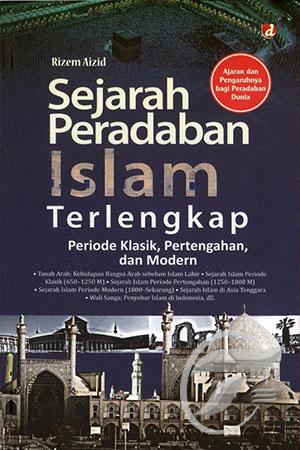 d
Rizem Aizid
Ajaran dan
Pengaruhnya
bagi Peradaban
Dunia
Sejarah
Peradaban
Islam
Terlengkap
Periode Klasik, Pertengahan,
dan Modern
• Tanah Arab; Kehidupan Bangsa Arab sebelum Islam Lahir • Sejarah Islam Periode
Klasik (650–1250 M) • Sejarah Islam Periode Pertengahan (1250–1800 M)
• Sejarah Islam Periode Modern (1800–Sekarang) • Sejarah Islam di Asia Tenggara
• Wali Sanga; Penyebar Islam di Indonesia, dll.